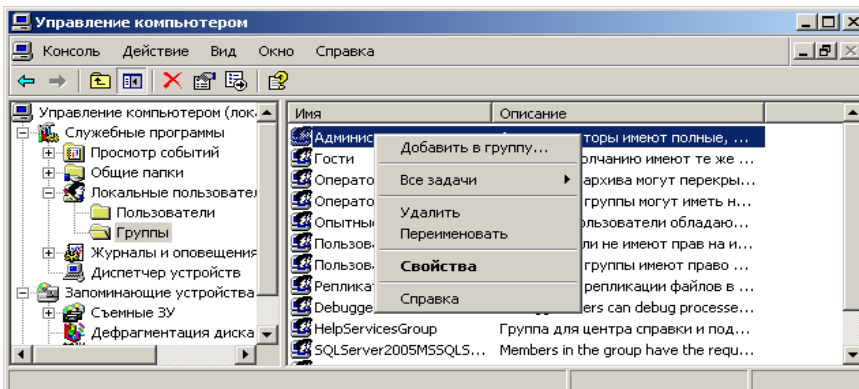 Управление компьютером
Консоль Действие Вид Окно Справка
Управление компьютером (лок
Служебные программы
Просмотр событий
Общие папки
Локальные пользовател
Пользователи
Группы
Журналы и оповещения
Диспетчер устройств
Запоминающие устройства
Съемные ЗУ
Дефрагментация диска
Имя Описание
Админис торы имеют полные, ...
Гости олчанию имеют те же ...
Операто архива могут перекры...
Операто группы могут иметь н...
Опытны ользователи обладаю...
Пользов ли не имеют прав на и...
Пользов группы имеют право ...
Репликат репликации файлов в ...
Debugge ers can debug processe...
HelpServicesGroup Группа для центра справки и под...
SQLServer2005MSSQLS... Members in the group have the requ...
Добавить в группу...
Все задачи
Удалить
Переименовать
Свойства
Справка